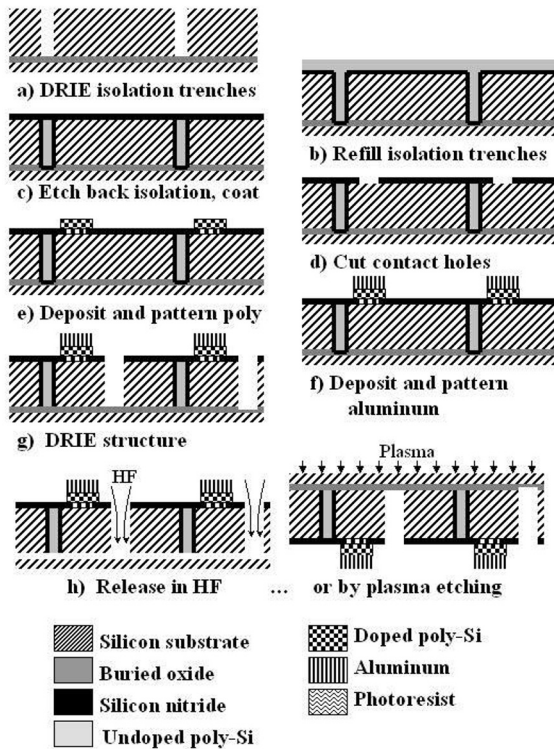 a) DRIE isolation trenches
b) Refill isolation trenches
c) Etch back isolation, coat
d) Cut contact holes
e) Deposit and pattern poly
f) Deposit and pattern
aluminum
g) DRIE structure
HF
Plasma
h) Release in HF ... or by plasma etching
Silicon substrate
Buried oxide
Silicon nitride
Undoped poly-Si
Doped poly-Si
Aluminum
Photoresist